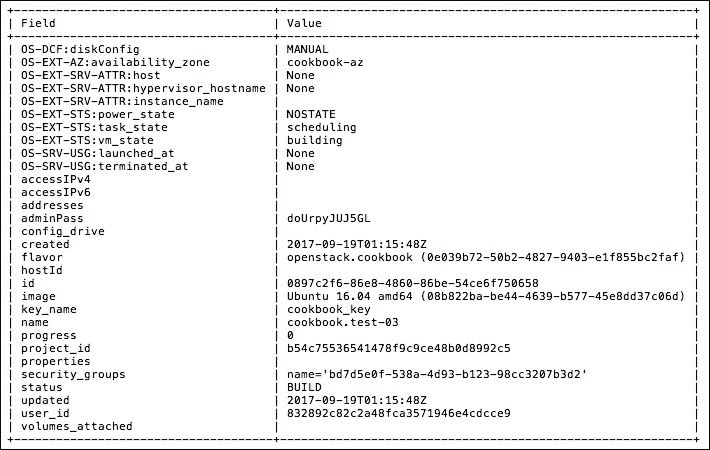 +--------------------------------------+-------------------------------------------------------------+
| Field                                | Value                                                       |
+--------------------------------------+-------------------------------------------------------------+
| OS-DCF:diskConfig                    | MANUAL                                                      |
| OS-EXT-AZ:availability_zone          | cookbook-az                                                 |
| OS-EXT-SRV-ATTR:host                 | None                                                        |
| OS-EXT-SRV-ATTR:hypervisor_hostname  | None                                                        |
| OS-EXT-SRV-ATTR:instance_name        |                                                             |
| OS-EXT-STS:power_state               | NOSTATE                                                     |
| OS-EXT-STS:task_state                | scheduling                                                  |
| OS-EXT-STS:vm_state                  | building                                                    |
| OS-SRV-USG:launched_at               | None                                                        |
| OS-SRV-USG:terminated_at             | None                                                        |
| accessIPv4                           |                                                             |
| accessIPv6                           |                                                             |
| addresses                            |                                                             |
| adminPass                            | doUrpyJUJ5GL                                                |
| config_drive                         |                                                             |
| created                              | 2017-09-19T01:15:48Z                                        |
| flavor                               | openstack.cookbook (0e039b72-50b2-4827-9403-e1f855bc2faf)   |
| hostId                               |                                                             |
| id                                   | 0897c2f6-86e8-4860-86be-54ce6f750658                        |
| image                                | Ubuntu 16.04 amd64 (08b822ba-be44-4639-b577-45e8dd37c06d)   |
| key_name                             | cookbook_key                                                |
| name                                 | cookbook.test-03                                            |
| progress                             | 0                                                           |
| project_id                           | b54c75536541478f9c9ce48b0d8992c5                            |
| properties                           |                                                             |
| security_groups                      | name='bd7d5e0f-538a-4d93-b123-98cc3207b3d2'                 |
| status                               | BUILD                                                       |
| updated                              | 2017-09-19T01:15:48Z                                        |
| user_id                              | 832892c82c2a48fca3571946e4cdcce9                            |
| volumes_attached                     |                                                             |
+--------------------------------------+-------------------------------------------------------------+